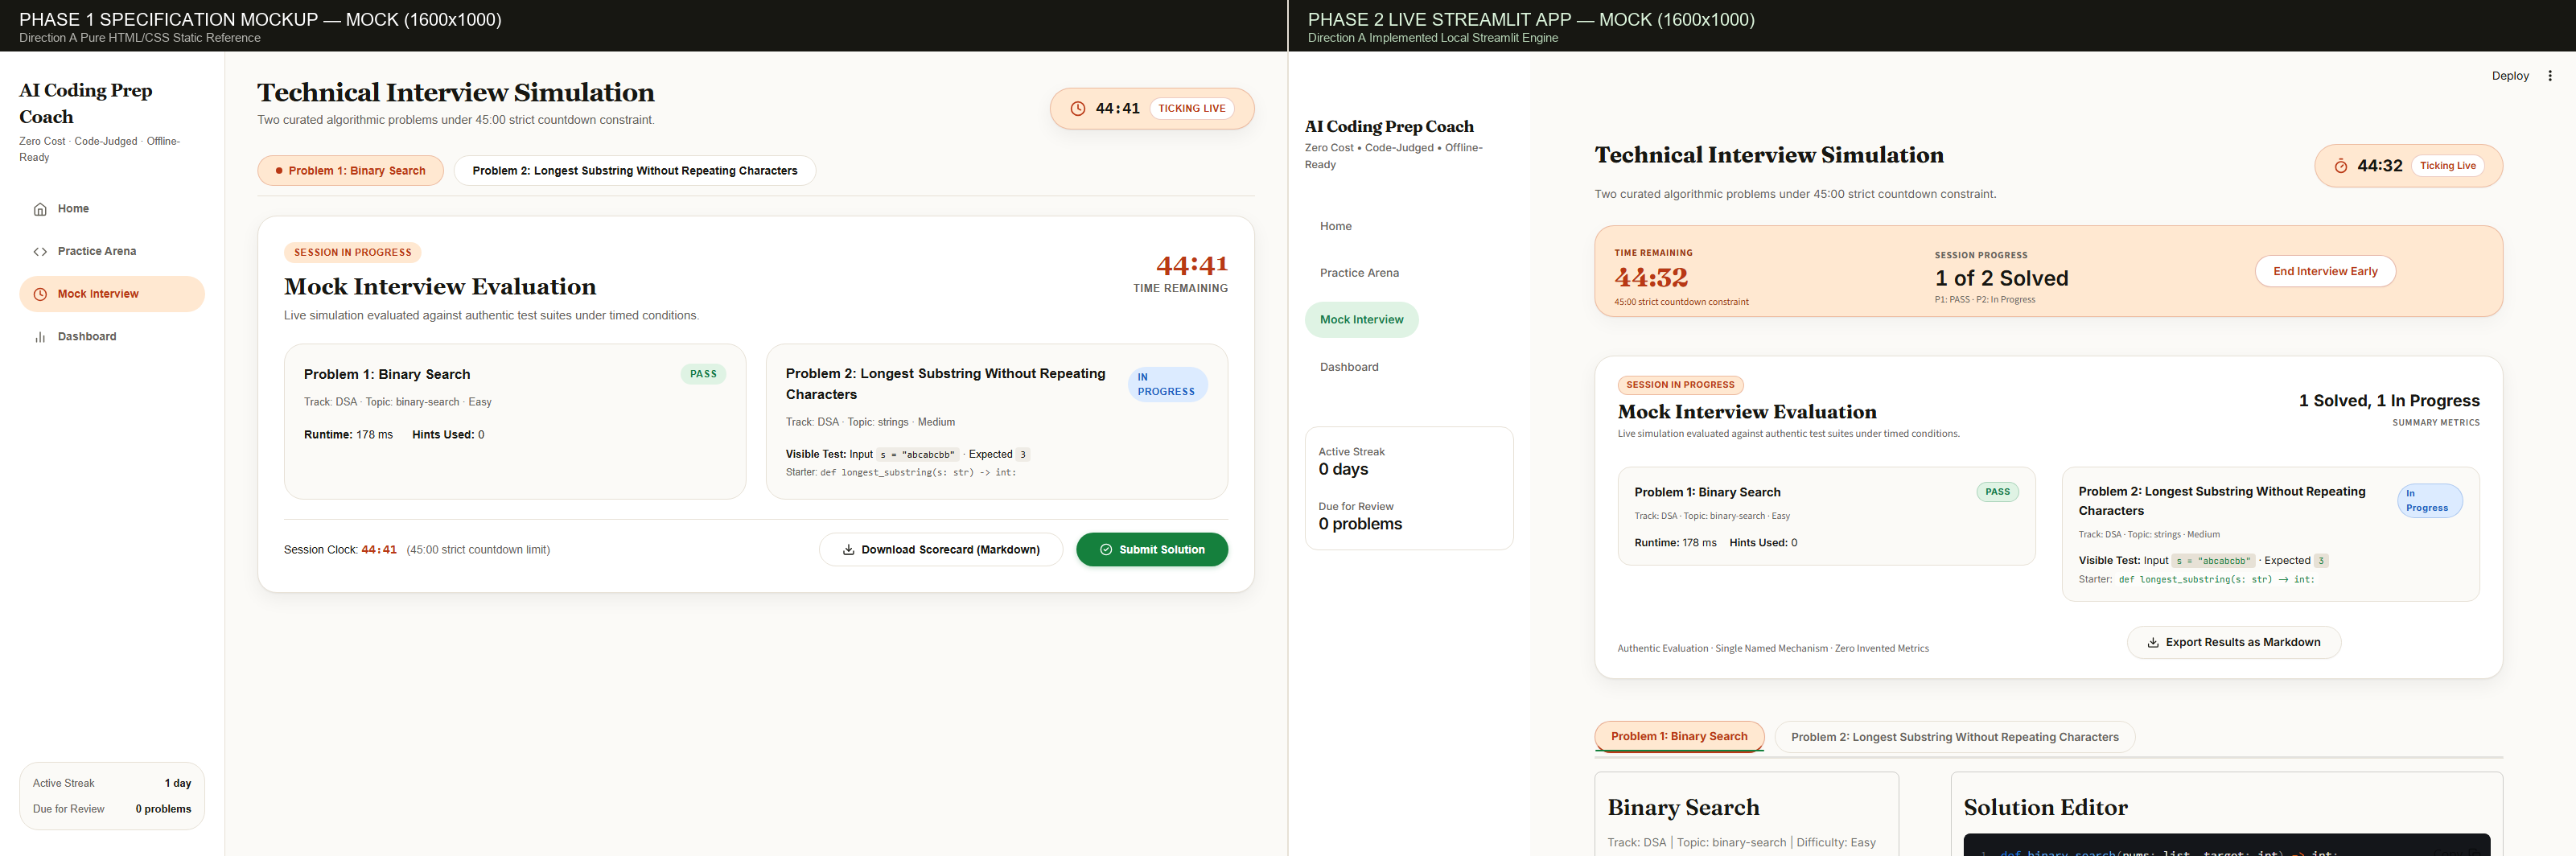 PHASE 1 SPECIFICATION MOCKUP — MOCK (1600x1000)
Direction A Pure HTML/CSS Static Reference
AI Coding Prep
Coach
Zero Cost · Code-Judged · Offline-
Ready
Home
Practice Arena
Mock Interview
Dashboard
Active Streak 1 day
Due for Review 0 problems
Technical Interview Simulation
Two curated algorithmic problems under 45:00 strict countdown constraint.
44:41 TICKING LIVE
Problem 1: Binary Search
Problem 2: Longest Substring Without Repeating Characters
SESSION IN PROGRESS
Mock Interview Evaluation
Live simulation evaluated against authentic test suites under timed conditions.
44:41
TIME REMAINING
Problem 1: Binary Search
PASS
Track: DSA · Topic: binary-search · Easy
Runtime: 178 ms Hints Used: 0
Problem 2: Longest Substring Without Repeating
Characters
IN
PROGRESS
Track: DSA · Topic: strings · Medium
Visible Test: Input s = "abcabcbb" · Expected 3
Starter: def longest_substring(s: str) -> int:
Session Clock: 44:41 (45:00 strict countdown limit)
Download Scorecard (Markdown)
Submit Solution
PHASE 2 LIVE STREAMLIT APP — MOCK (1600x1000)
Direction A Implemented Local Streamlit Engine
Deploy
AI Coding Prep Coach
Zero Cost • Code-Judged • Offline-
Ready
Home
Practice Arena
Mock Interview
Dashboard
Active Streak
0 days
Due for Review
0 problems
Technical Interview Simulation
Two curated algorithmic problems under 45:00 strict countdown constraint.
44:32 Ticking Live
TIME REMAINING
44:32
45:00 strict countdown constraint
SESSION PROGRESS
1 of 2 Solved
P1: PASS · P2: In Progress
End Interview Early
SESSION IN PROGRESS
Mock Interview Evaluation
Live simulation evaluated against authentic test suites under timed conditions.
1 Solved, 1 In Progress
SUMMARY METRICS
Problem 1: Binary Search
PASS
Track: DSA · Topic: binary-search · Easy
Runtime: 178 ms Hints Used: 0
Problem 2: Longest Substring Without Repeating
Characters
In
Progress
Track: DSA · Topic: strings · Medium
Visible Test: Input s = "abcabcbb" · Expected 3
Starter: def longest_substring(s: str) -> int:
Authentic Evaluation · Single Named Mechanism · Zero Invented Metrics
Export Results as Markdown
Problem 1: Binary Search
Problem 2: Longest Substring Without Repeating Characters
Binary Search
Track: DSA | Topic: binary-search | Difficulty: Easy
Solution Editor
1 def binary_search(nums: list, target: int) -> int: